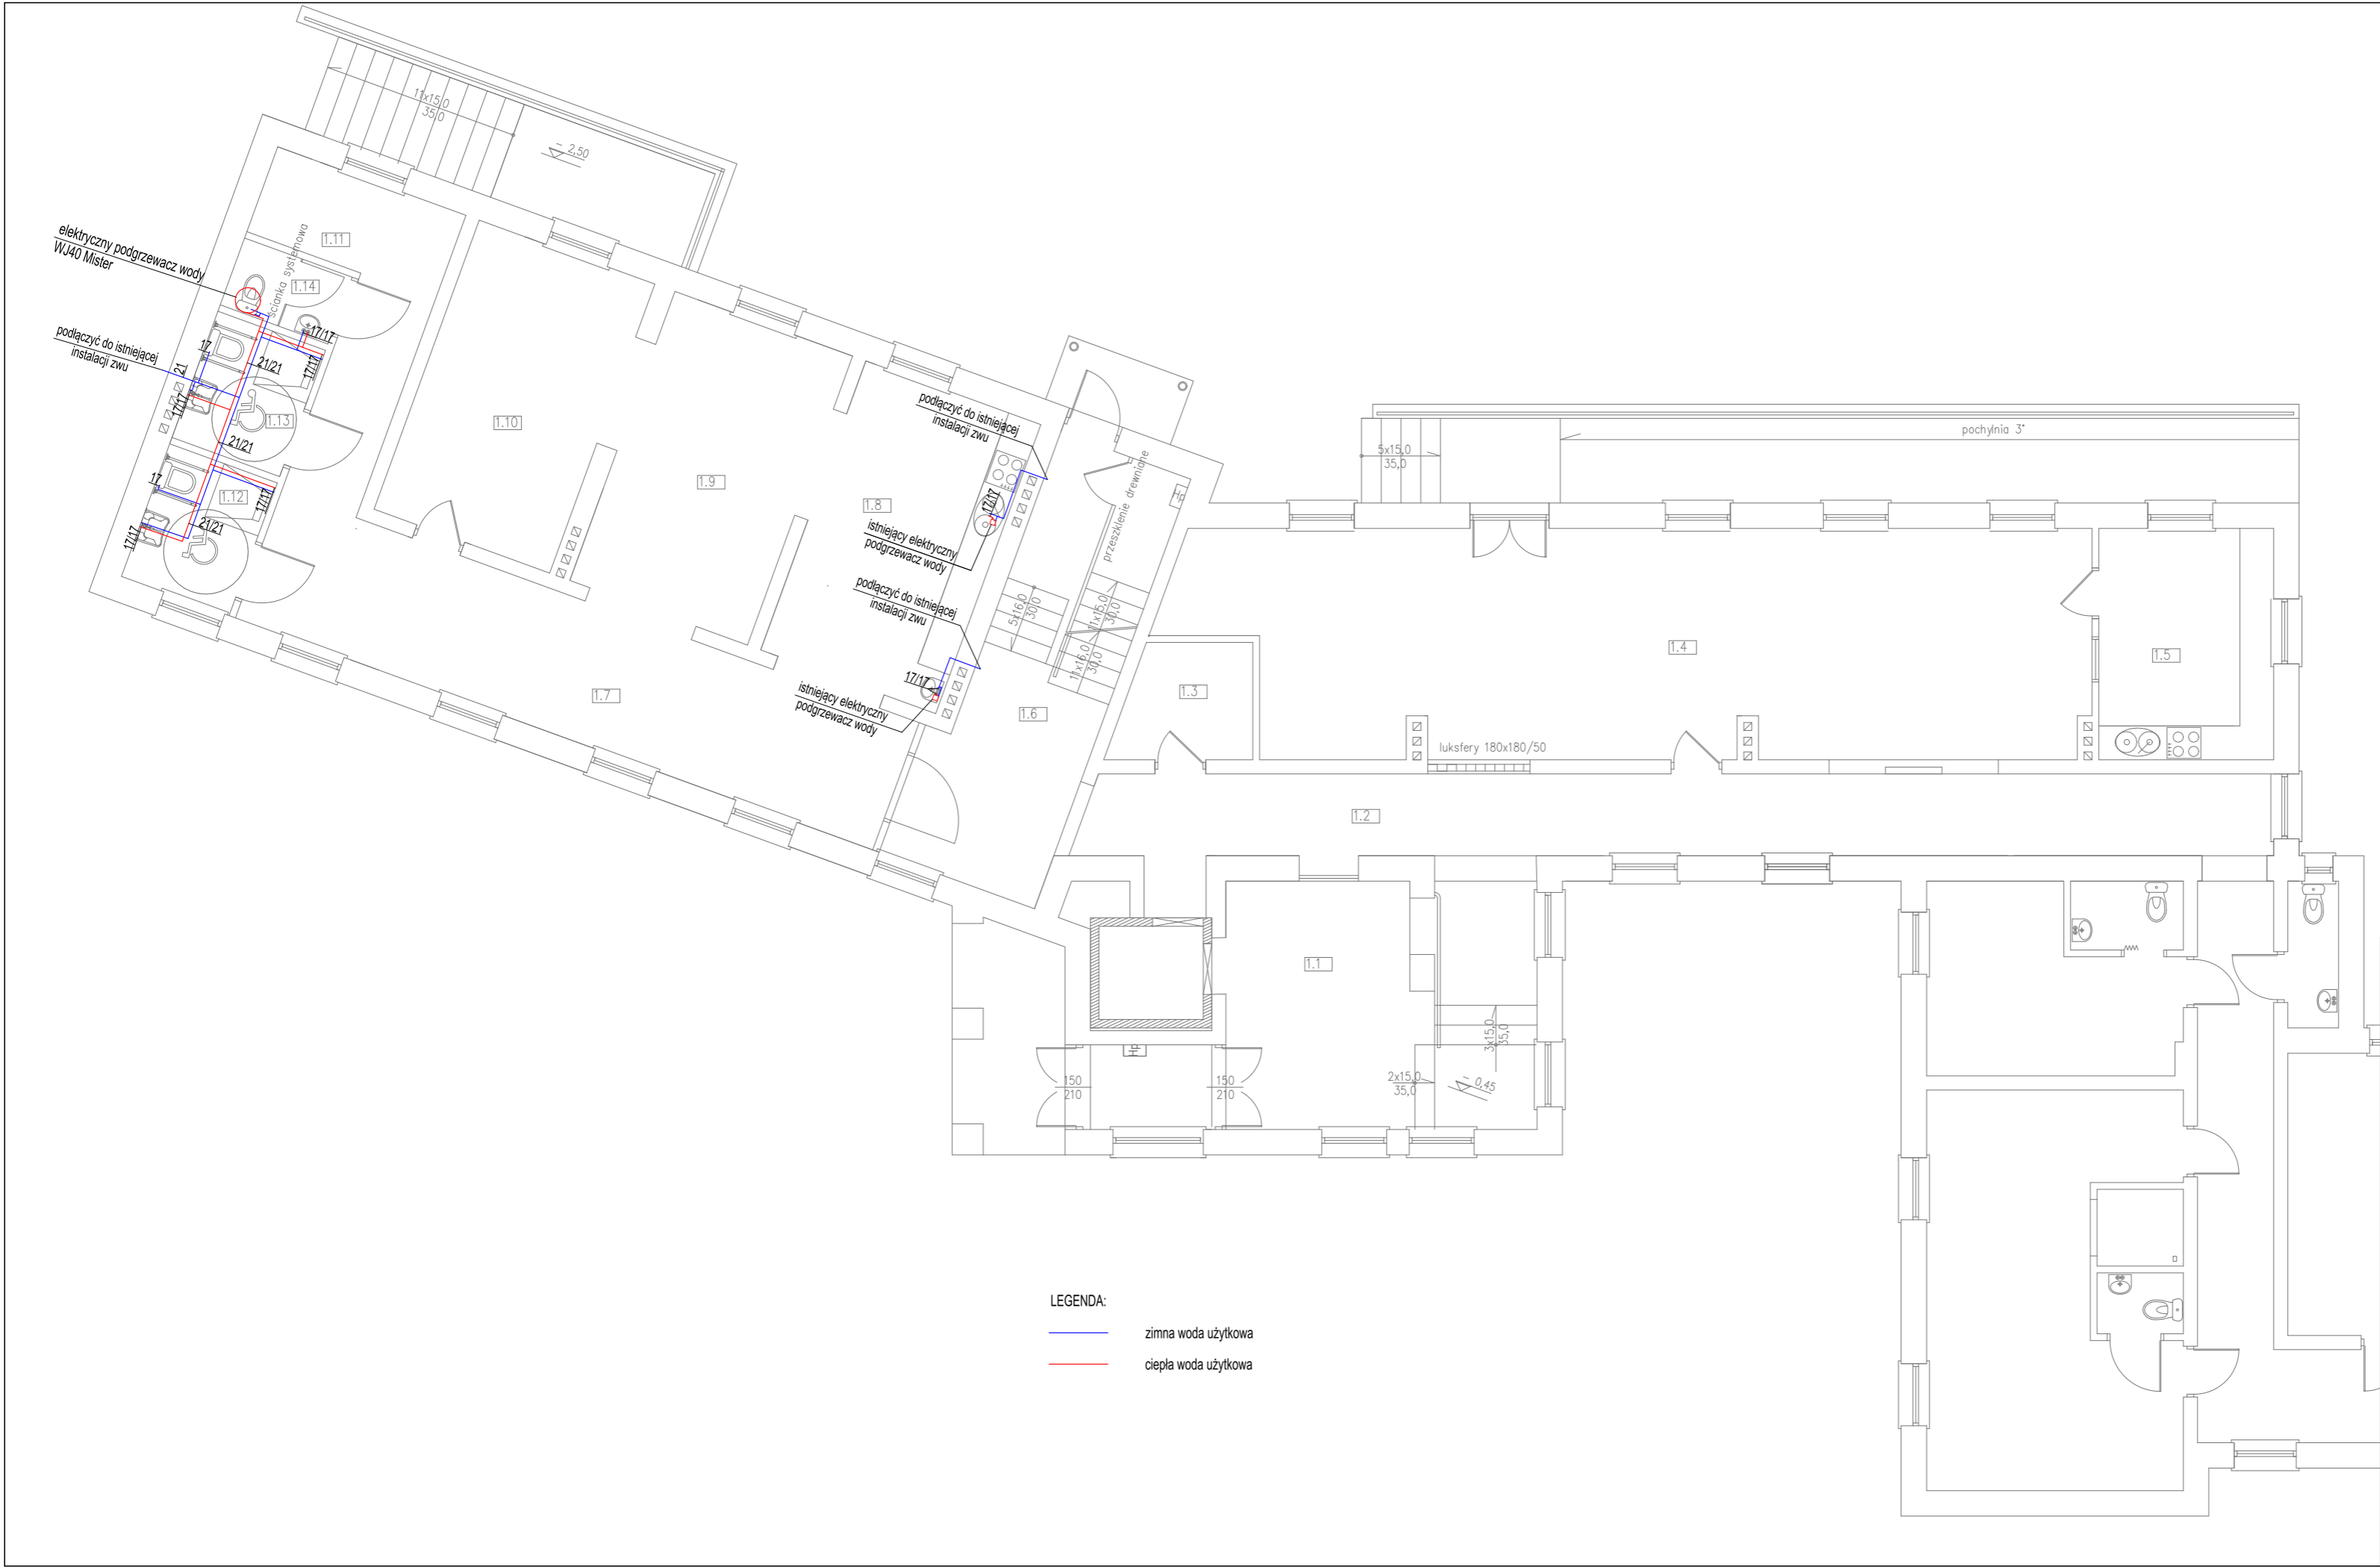 11x15,0
35,0
- 2,50
elektryczny podgrzewacz wody
WJ40 Mister
ścianka systemowa
1.11
1.14
17/17
podłączyć do istniejącej
instalacji zwu
17
21/21
17/17
21
17/17
1.13
21/21
17
1.12
17/17
21/21
17/17
1.10
1.9
1.8
podłączyć do istniejącej
instalacji zwu
17/17
istniejący elektryczny
podgrzewacz wody
przeszklenie drewniane
Hp
podłączyć do istniejącej
instalacji zwu
5x16,0
30,0
11x15,0
30,0
11x16,0
30,0
17/17
istniejący elektryczny
podgrzewacz wody
1.7
1.6
5x15,0
35,0
pochylnia 3°
1.3
1.4
1.5
luksfery 180x180/50
1.2
1.1
Hp
150
210
150
210
3x15,0
35,0
2x15,0
35,0
- 0,45
LEGENDA:
zimna woda użytkowa
ciepła woda użytkowa